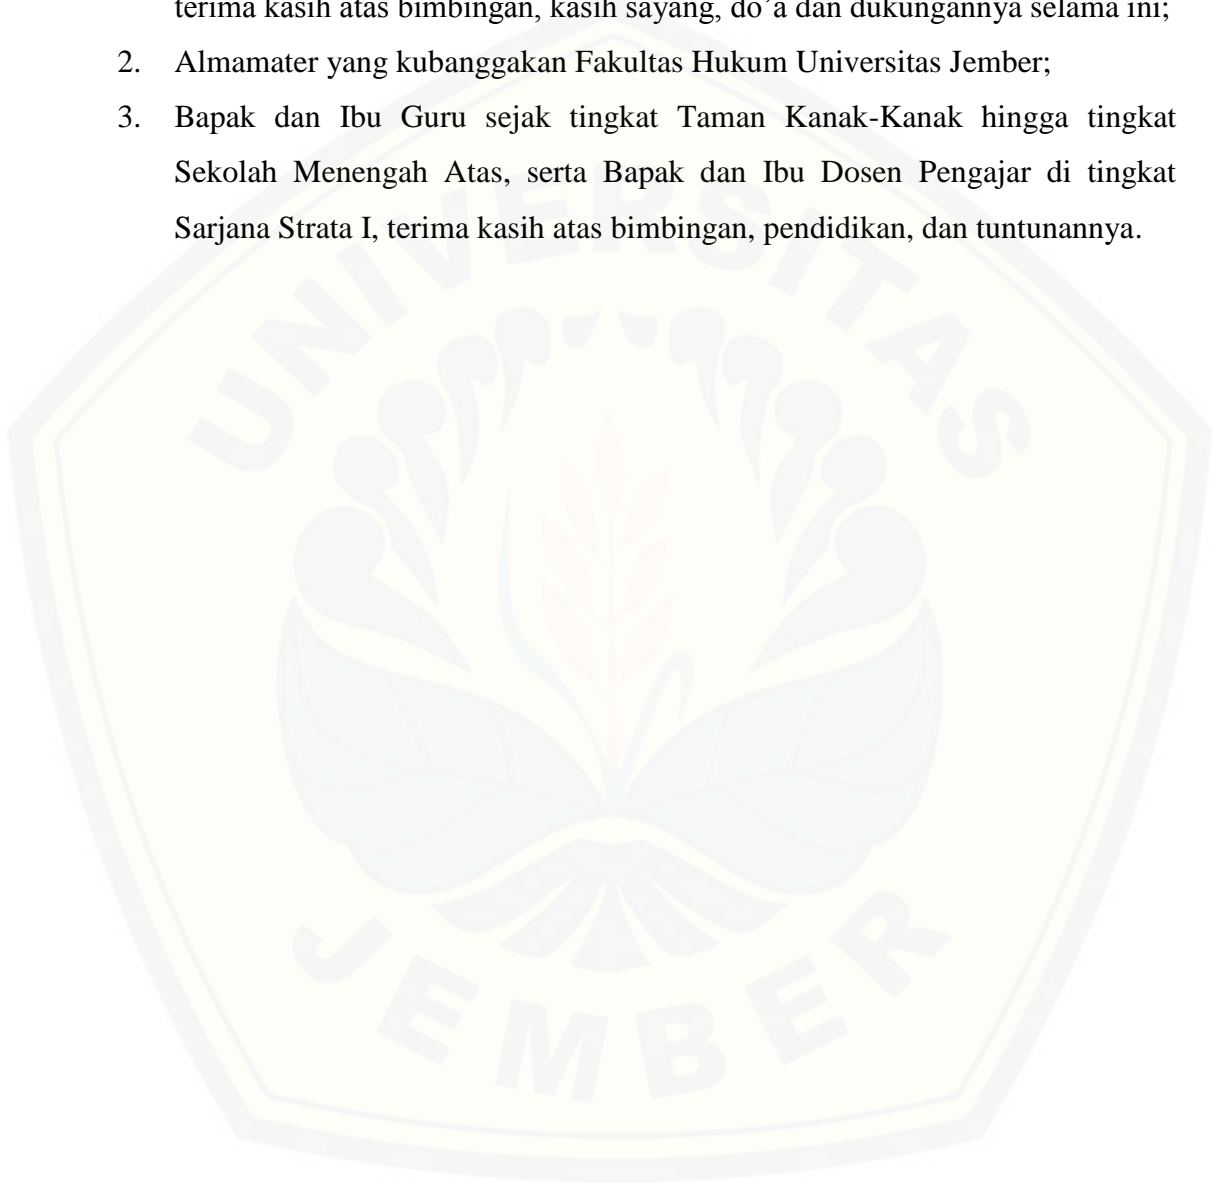 terima kasih atas bimbingan, kasih sayang, do’a dan dukungannya selama ini;
2. Almamater yang kubanggakan Fakultas Hukum Universitas Jember;
3. Bapak dan Ibu Guru sejak tingkat Taman Kanak-Kanak hingga tingkat
Sekolah Menengah Atas, serta Bapak dan Ibu Dosen Pengajar di tingkat
Sarjana Strata I, terima kasih atas bimbingan, pendidikan, dan tuntunannya.
UNIVERSITAS
JEMBER